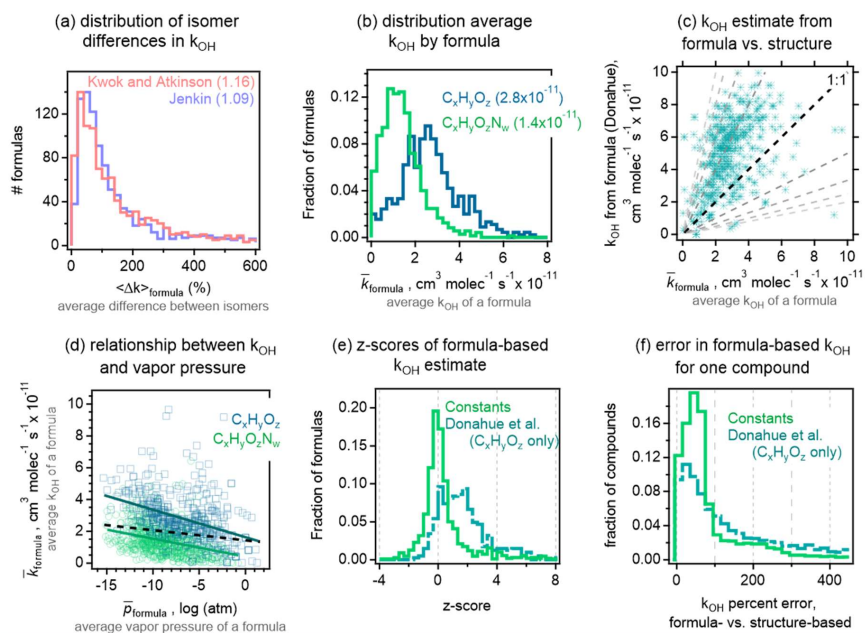 (a) distribution of isomer
differences in kOH
Kwok and Atkinson (1.16)
Jenkin (1.09)
# formulas
120
80
40
0
0 200 400 600
<Δk>formula (%)
average difference between isomers
(b) distribution average
kOH by formula
CxHyOz (2.8x10⁻¹¹)
CxHyOzNw (1.4x10⁻¹¹)
Fraction of formulas
0.12
0.08
0.04
0.00
0 2 4 6 8
k̅formula , cm³ molec⁻¹ s⁻¹ x 10⁻¹¹
average kOH of a formula
(c) kOH estimate from
formula vs. structure
1:1
kOH from formula (Donahue),
cm³ molec⁻¹ s⁻¹ x 10⁻¹¹
10
8
6
4
2
0
0 2 4 6 8 10
k̅formula , cm³ molec⁻¹ s⁻¹ x 10⁻¹¹
average kOH of a formula
(d) relationship between kOH
and vapor pressure
CxHyOz
CxHyOzNw
k̅formula , cm³ molec⁻¹ s⁻¹ x 10⁻¹¹
average kOH of a formula
10
8
6
4
2
0
-15 -10 -5 0
p̅formula , log (atm)
average vapor pressure of a formula
(e) z-scores of formula-based
kOH estimate
Constants
Donahue et al.
(CxHyOz only)
Fraction of formulas
0.20
0.15
0.10
0.05
0.00
-4 0 4 8
z-score
(f) error in formula-based kOH
for one compound
Constants
Donahue et al.
(CxHyOz only)
fraction of compounds
0.16
0.12
0.08
0.04
0.00
0 100 200 300 400
kOH percent error,
formula- vs. structure-based